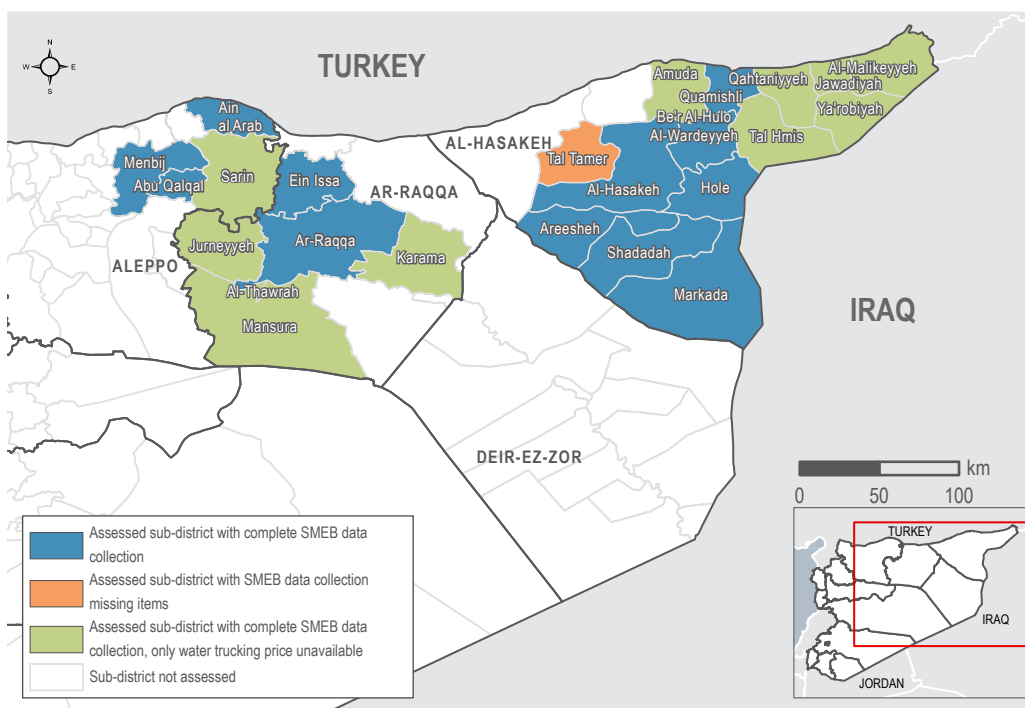 N
W
E
S
TURKEY
Al-Malikeyyeh
Amuda
Qahtaniyyeh
Jawadiyah
Quamishli
Ya'robiyah
Ain
al Arab
Be'r Al-Hulo
Al-Wardeyyeh
Tal Hmis
AL-HASAKEH
Menbij
Tal Tamer
Sarin
Ein Issa
Abu Qalqal
AR-RAQQA
Al-Hasakeh
Hole
Areesheh
Jurneyyeh
Ar-Raqqa
Shadadah
Karama
ALEPPO
Al-Thawrah
Markada
IRAQ
Mansura
DEIR-EZ-ZOR
km
0
50
100
Assessed sub-district with complete SMEB data
collection
Assessed sub-district with SMEB data collection
missing items
Assessed sub-district with complete SMEB data
collection, only water trucking price unavailable
Sub-district not assessed
TURKEY
IRAQ
JORDAN